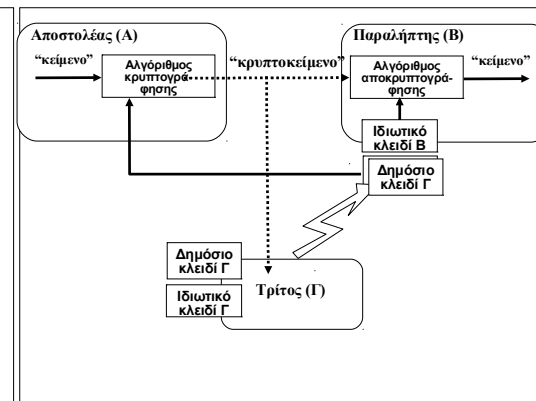 Αποστολέας (Α)
Παραλήπτης (Β)
“κείμενο”
Αλγόριθμος
κρυπτογρά-
φησης
“κρυπτοκείμενο”
Αλγόριθμος
αποκρυπτογρά-
φησης
“κείμενο”
Ιδιωτικό
κλειδί Β
Δημόσιο
κλειδί Γ
Δημόσιο
κλειδί Γ
Ιδιωτικό
κλειδί Γ
Τρίτος (Γ)